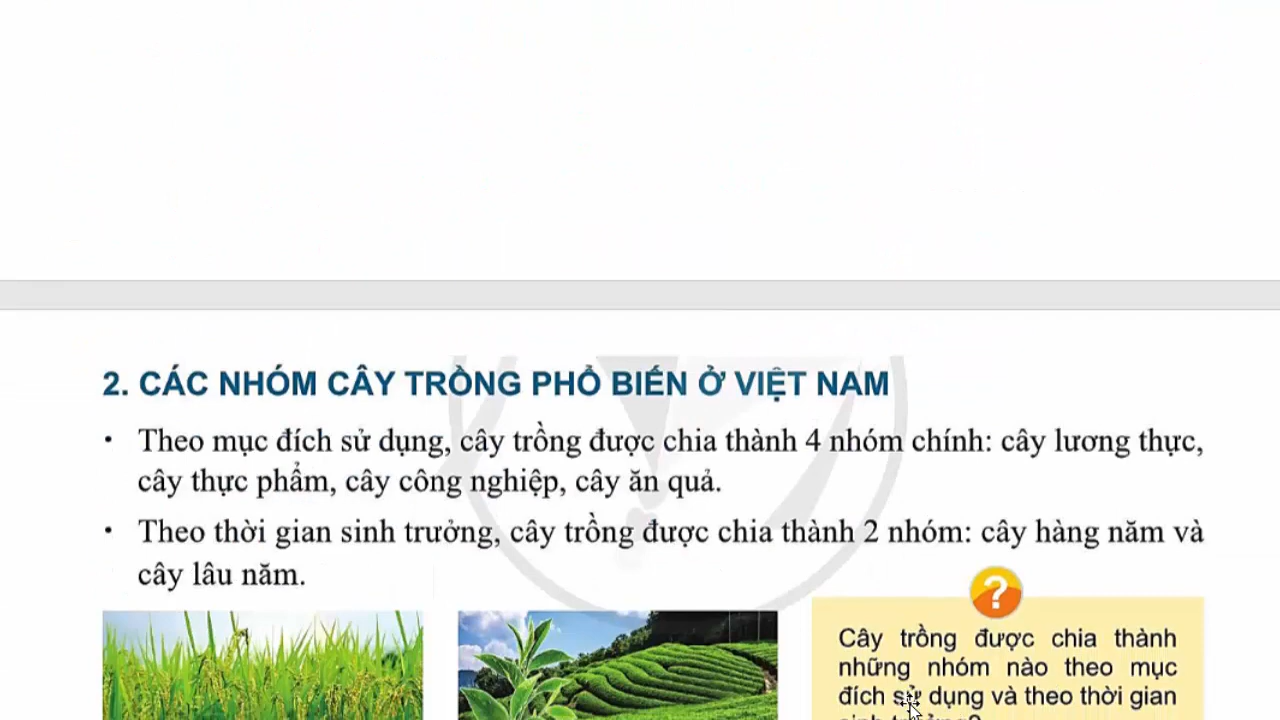 2. CÁC NHÓM CÂY TRỒNG PHỔ BIẾN Ở VIỆT NAM
• Theo mục đích sử dụng, cây trồng được chia thành 4 nhóm chính: cây lương thực,
cây thực phẩm, cây công nghiệp, cây ăn quả.
• Theo thời gian sinh trưởng, cây trồng được chia thành 2 nhóm: cây hàng năm và
cây lâu năm.
?
Cây trồng được chia thành
những nhóm nào theo mục
đích sử dụng và theo thời gian